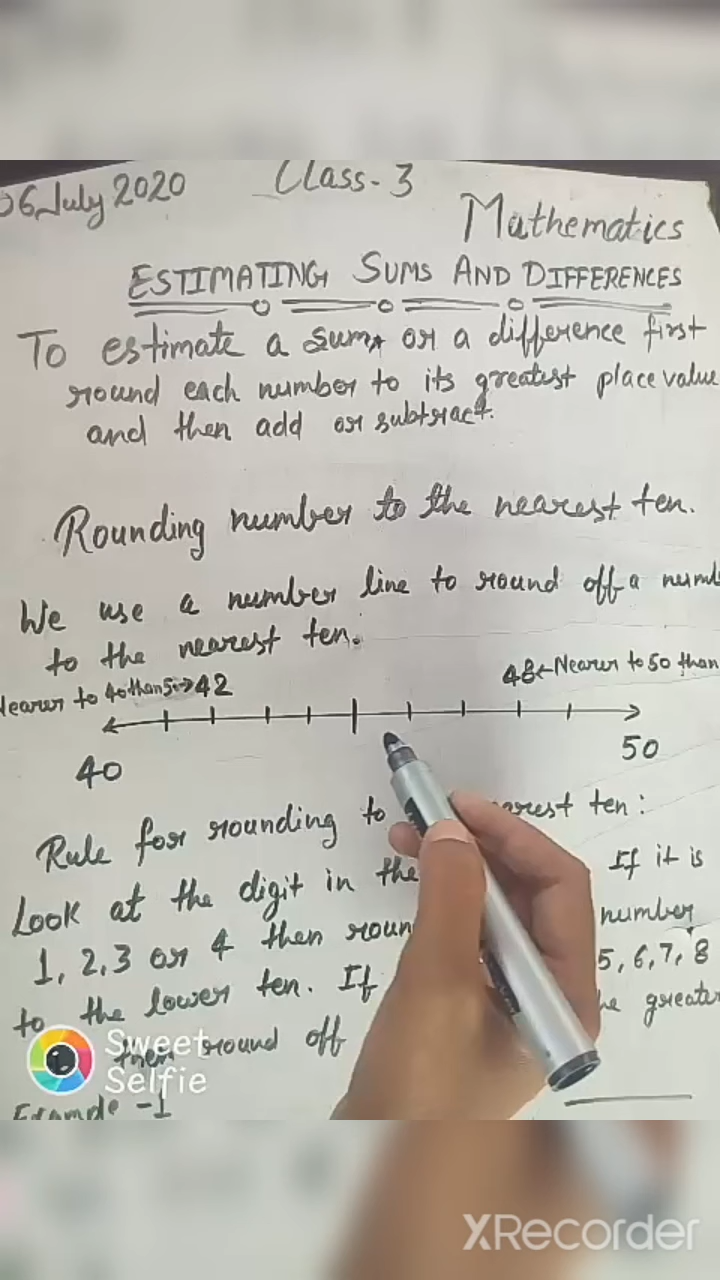 06 July 2020 Class-3
Mathematics
ESTIMATING SUMS AND DIFFERENCES
To estimate a sum or a difference first
round each number to its greatest place value
and then add or subtract.
Rounding number to the nearest ten.
We use a number line to round off a
to the nearest ten.
Nearer to 40 than 50→42 48←Nearer to 50 than
40 50
Rule for rounding to ten:
Look at the digit in the If it is
1, 2, 3 or 4 then number
to the lower ten. If 5, 6, 7, 8
then round off greater
Example -1
Sweet
Selfie
XRecorder